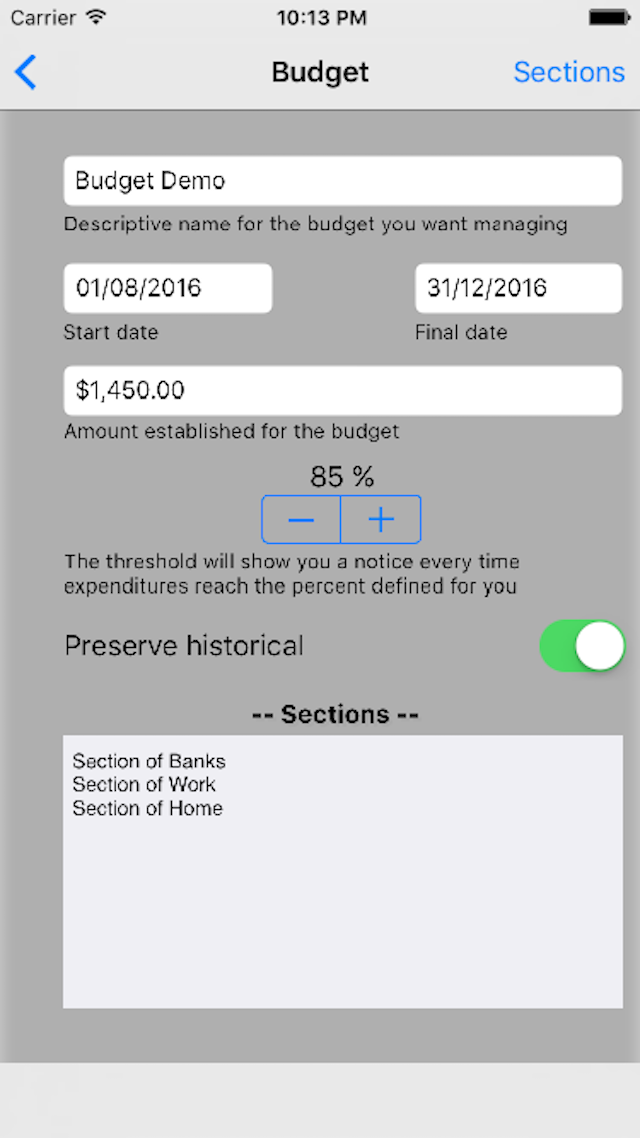 Carrier 10:13 PM
Budget Sections
Budget Demo
Descriptive name for the budget you want managing
01/08/2016 31/12/2016
Start date Final date
$1,450.00
Amount established for the budget
85 %
− +
The threshold will show you a notice every time
expenditures reach the percent defined for you
Preserve historical
-- Sections --
Section of Banks
Section of Work
Section of Home